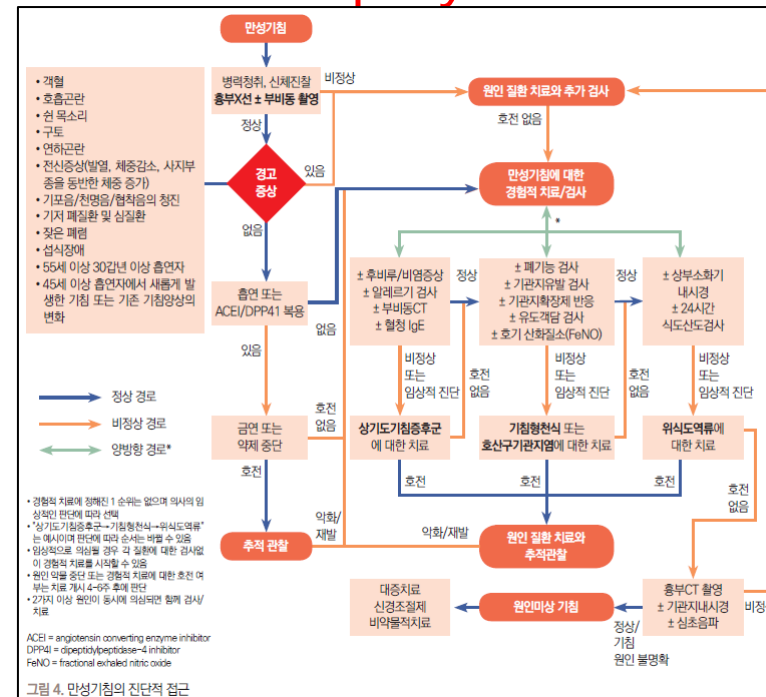 만성기침
병력청취, 신체진찰
흉부X선 ± 부비동 촬영
비정상
정상
원인 질환 치료와 추가 검사
호전 없음
• 객혈
• 호흡곤란
• 쉰 목소리
• 구토
• 연하곤란
• 전신증상(발열, 체중감소, 사지부
종을 동반한 체중 증가)
• 기포음/천명음/협착음의 청진
• 기저 폐질환 및 심질환
• 잦은 폐렴
• 섭식장애
• 55세 이상 30갑년 이상 흡연자
• 45세 이상 흡연자에서 새롭게 발
생한 기침 또는 기존 기침양상의
변화
경고
증상
있음
없음
만성기침에 대한
경험적 치료/검사
*
흡연 또는
ACEI/DPP41 복용
없음
있음
± 후비루/비염증상
± 알레르기 검사
± 부비동CT
± 혈청 IgE
정상
± 폐기능 검사
± 기관지유발 검사
± 기관지확장제 반응
± 유도객담 검사
± 호기 산화질소(FeNO)
정상
± 상부소화기
내시경
± 24시간
식도산도검사
비정상
또는
임상적 진단
호전
없음
비정상
또는
임상적 진단
호전
없음
비정상
또는
임상적 진단
정상 경로
비정상 경로
양방향 경로*
금연 또는
약제 중단
호전
없음
호전
상기도기침증후군
에 대한 치료
기침형천식 또는
호산구기관지염에 대한 치료
위식도역류에
대한 치료
호전
호전
호전
호전
없음
• 경험적 치료에 정해진 1 순위는 없으며 의사의 임
상적인 판단에 따라 선택
• "상기도기침증후군→기침형천식→위식도역류"
는 예시이며 판단에 따라 순서는 바뀔 수 있음
• 임상적으로 의심될 경우 각 질환에 대한 검사없
이 경험적 치료를 시작할 수 있음
• 원인 약물 중단 또는 경험적 치료에 대한 호전 여
부는 치료 개시 4-6주 후에 판단
• 2가지 이상 원인이 동시에 의심되면 함께 검사/
치료
추적 관찰
악화/
재발
악화/재발
원인 질환 치료와
추적관찰
대증치료
신경조절제
비약물적치료
원인미상 기침
정상/
기침
원인 불명확
흉부CT 촬영
± 기관지내시경
± 심초음파
ACEI = angiotensin converting enzyme inhibitor
DPP4I = dipeptidylpeptidase-4 inhibitor
FeNO = fractional exhaled nitric oxide
그림 4. 만성기침의 진단적 접근